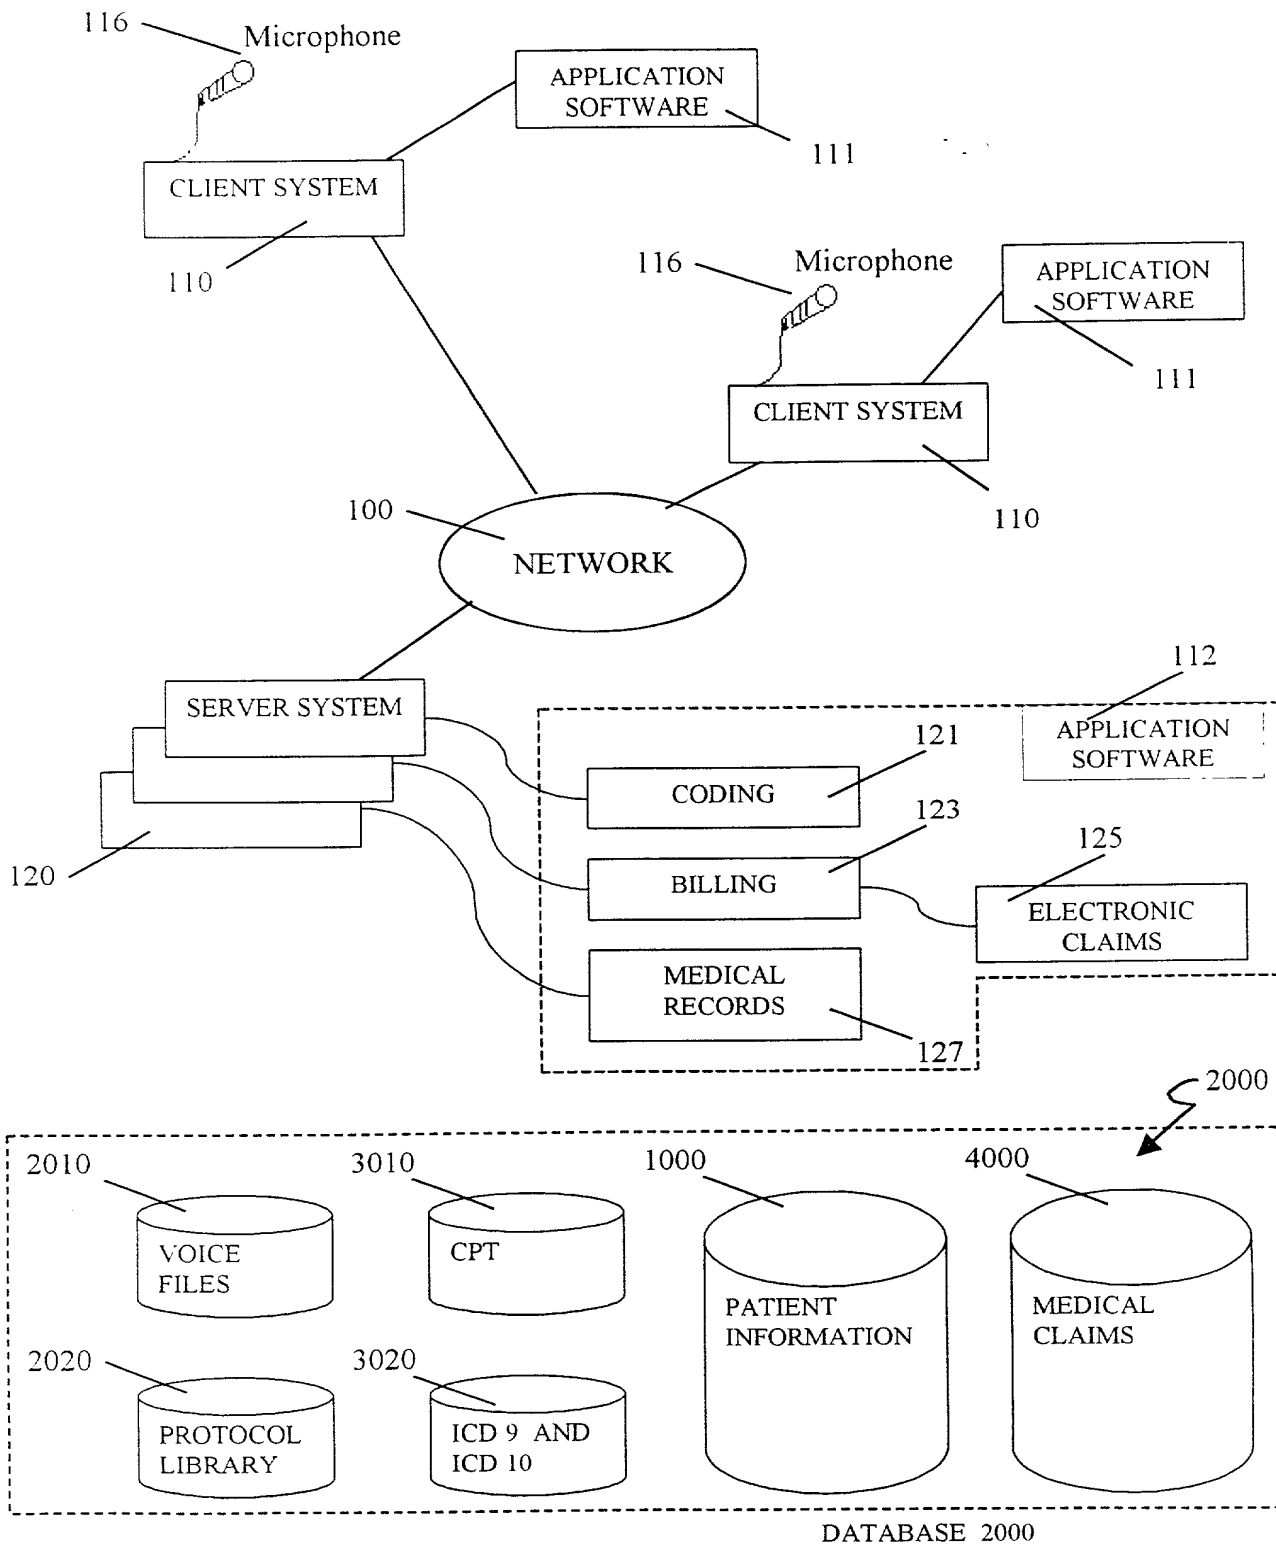 116
Microphone
APPLICATION
SOFTWARE
111
CLIENT SYSTEM
110
116
Microphone
APPLICATION
SOFTWARE
111
CLIENT SYSTEM
110
100
NETWORK
112
SERVER SYSTEM
APPLICATION
SOFTWARE
121
CODING
123
125
120
BILLING
ELECTRONIC
CLAIMS
MEDICAL
RECORDS
127
2000
2010
3010
1000
4000
VOICE
FILES
CPT
PATIENT
INFORMATION
MEDICAL
CLAIMS
2020
3020
PROTOCOL
LIBRARY
ICD 9 AND
ICD 10
DATABASE 2000